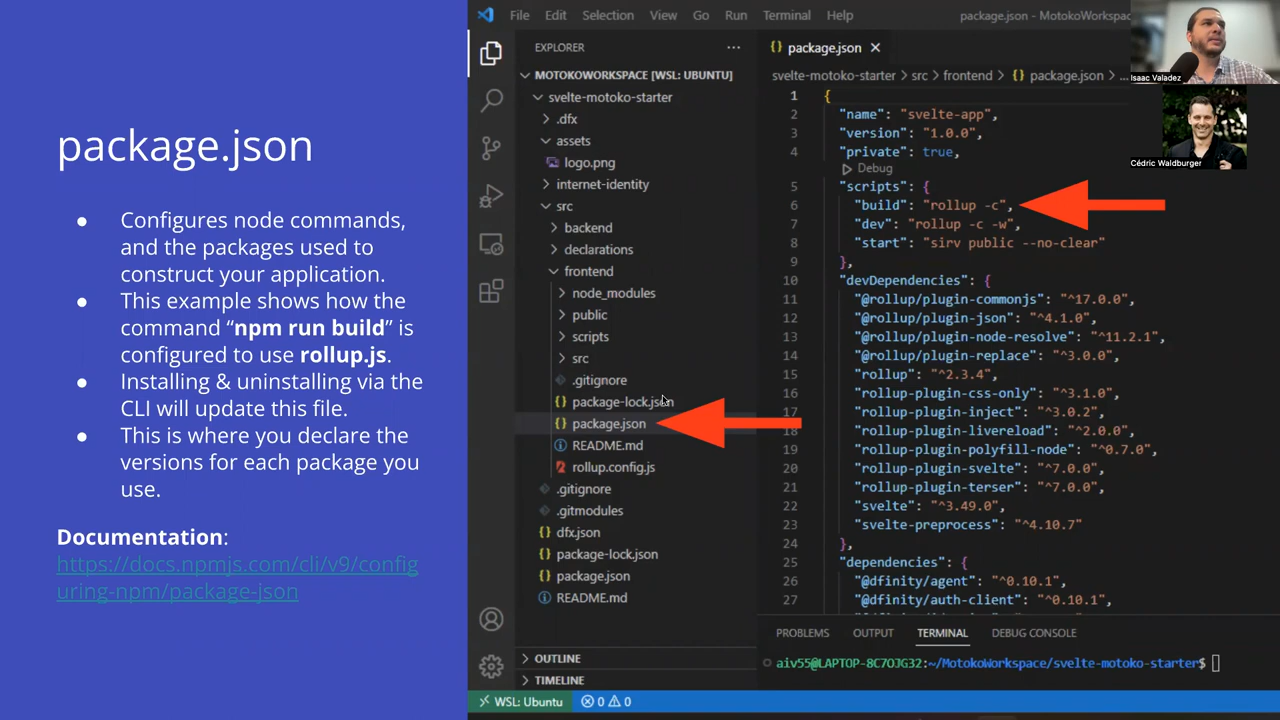 package.json
● Configures node commands,
and the packages used to
construct your application.
● This example shows how the
command “npm run build” is
configured to use rollup.js.
● Installing & uninstalling via the
CLI will update this file.
● This is where you declare the
versions for each package you
use.
Documentation:
https://docs.npmjs.com/cli/v9/config
uring-npm/package-json
File Edit Selection View Go Run Terminal Help package.json - MotokoWorkspace
EXPLORER ...
MOTOKOWORKSPACE [WSL: UBUNTU]
svelte-motoko-starter
.dfx
assets
logo.png
internet-identity
src
backend
declarations
frontend
node_modules
public
scripts
src
.gitignore
package-lock.json
package.json
README.md
rollup.config.js
.gitignore
.gitmodules
dfx.json
package-lock.json
package.json
README.md
OUTLINE
TIMELINE
{} package.json ×
svelte-motoko-starter > src > frontend > {} package.json > ...
1 {
2 "name": "svelte-app",
3 "version": "1.0.0",
4 "private": true,
Debug
5 "scripts": {
6 "build": "rollup -c",
7 "dev": "rollup -c -w",
8 "start": "sirv public --no-clear"
9 },
10 "devDependencies": {
11 "@rollup/plugin-commonjs": "^17.0.0",
12 "@rollup/plugin-json": "^4.1.0",
13 "@rollup/plugin-node-resolve": "^11.2.1",
14 "@rollup/plugin-replace": "^3.0.0",
15 "rollup": "^2.3.4",
16 "rollup-plugin-css-only": "^3.1.0",
17 "rollup-plugin-inject": "^3.0.2",
18 "rollup-plugin-livereload": "^2.0.0",
19 "rollup-plugin-polyfill-node": "^0.7.0",
20 "rollup-plugin-svelte": "^7.0.0",
21 "rollup-plugin-terser": "^7.0.0",
22 "svelte": "^3.49.0",
23 "svelte-preprocess": "^4.10.7"
24 },
25 "dependencies": {
26 "@dfinity/agent": "^0.10.1",
27 "@dfinity/auth-client": "^0.10.1",
PROBLEMS OUTPUT TERMINAL DEBUG CONSOLE
aiv55@LAPTOP-8C7OJG32:~/MotokoWorkspace/svelte-motoko-starter$
WSL: Ubuntu 0 0
Isaac Valadez
Cédric Waldburger